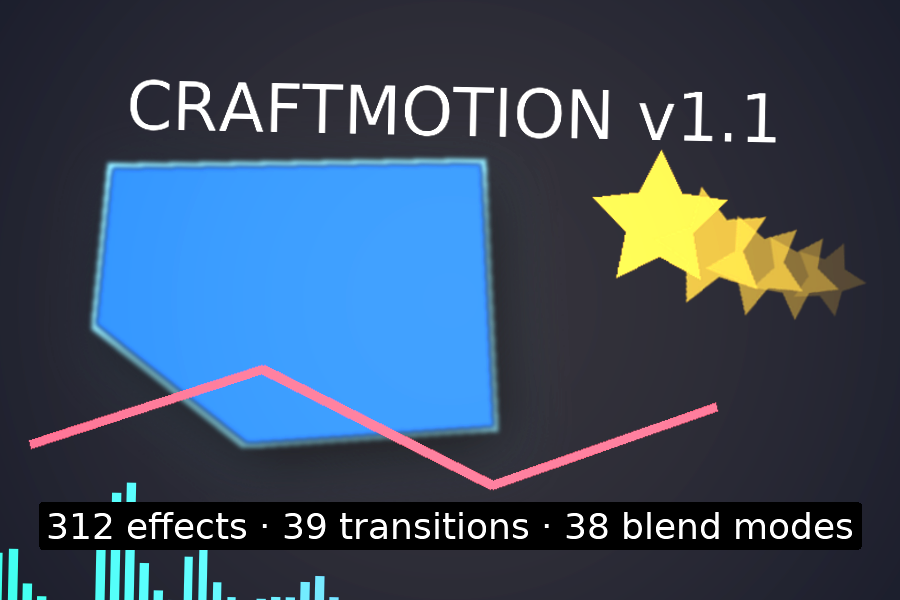 CRAFTMOTION v1.1
312 effects · 39 transitions · 38 blend modes